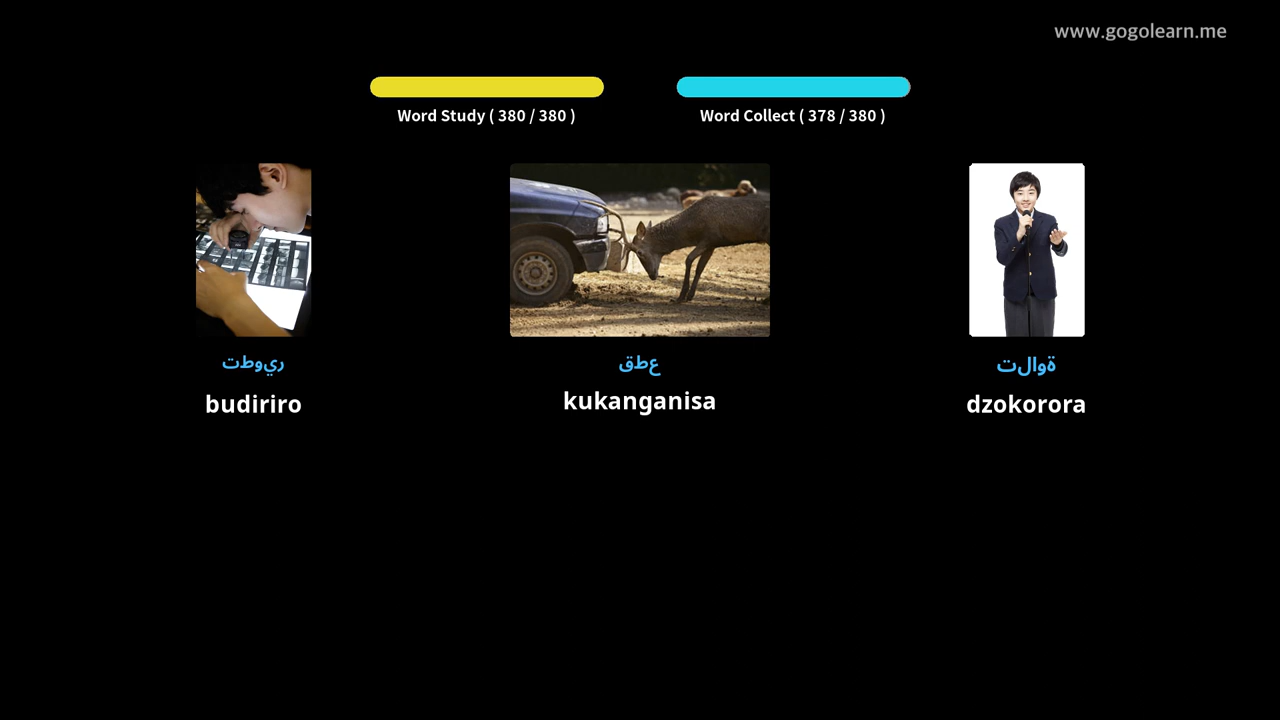 www.gogolearn.me
Word Study ( 380 / 380 )
Word Collect ( 378 / 380 )
ريوطت
budiriro
عطق
kukanganisa
ةوالت
dzokorora